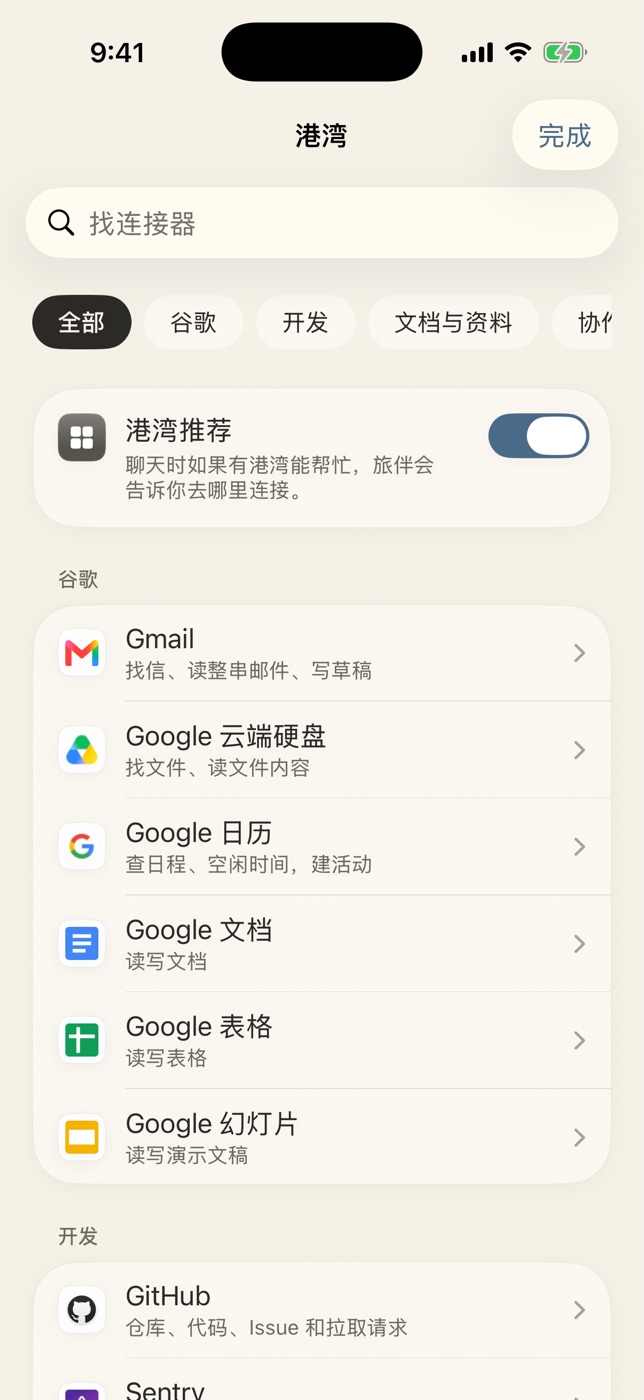 9:41
港湾
完成
找连接器
全部
谷歌
开发
文档与资料
协作
港湾推荐
聊天时如果有港湾能帮忙，旅伴会
告诉你去哪里连接。
谷歌
Gmail
找信、读整串邮件、写草稿
Google 云端硬盘
找文件、读文件内容
Google 日历
查日程、空闲时间，建活动
Google 文档
读写文档
Google 表格
读写表格
Google 幻灯片
读写演示文稿
开发
GitHub
仓库、代码、Issue 和拉取请求
Sentry